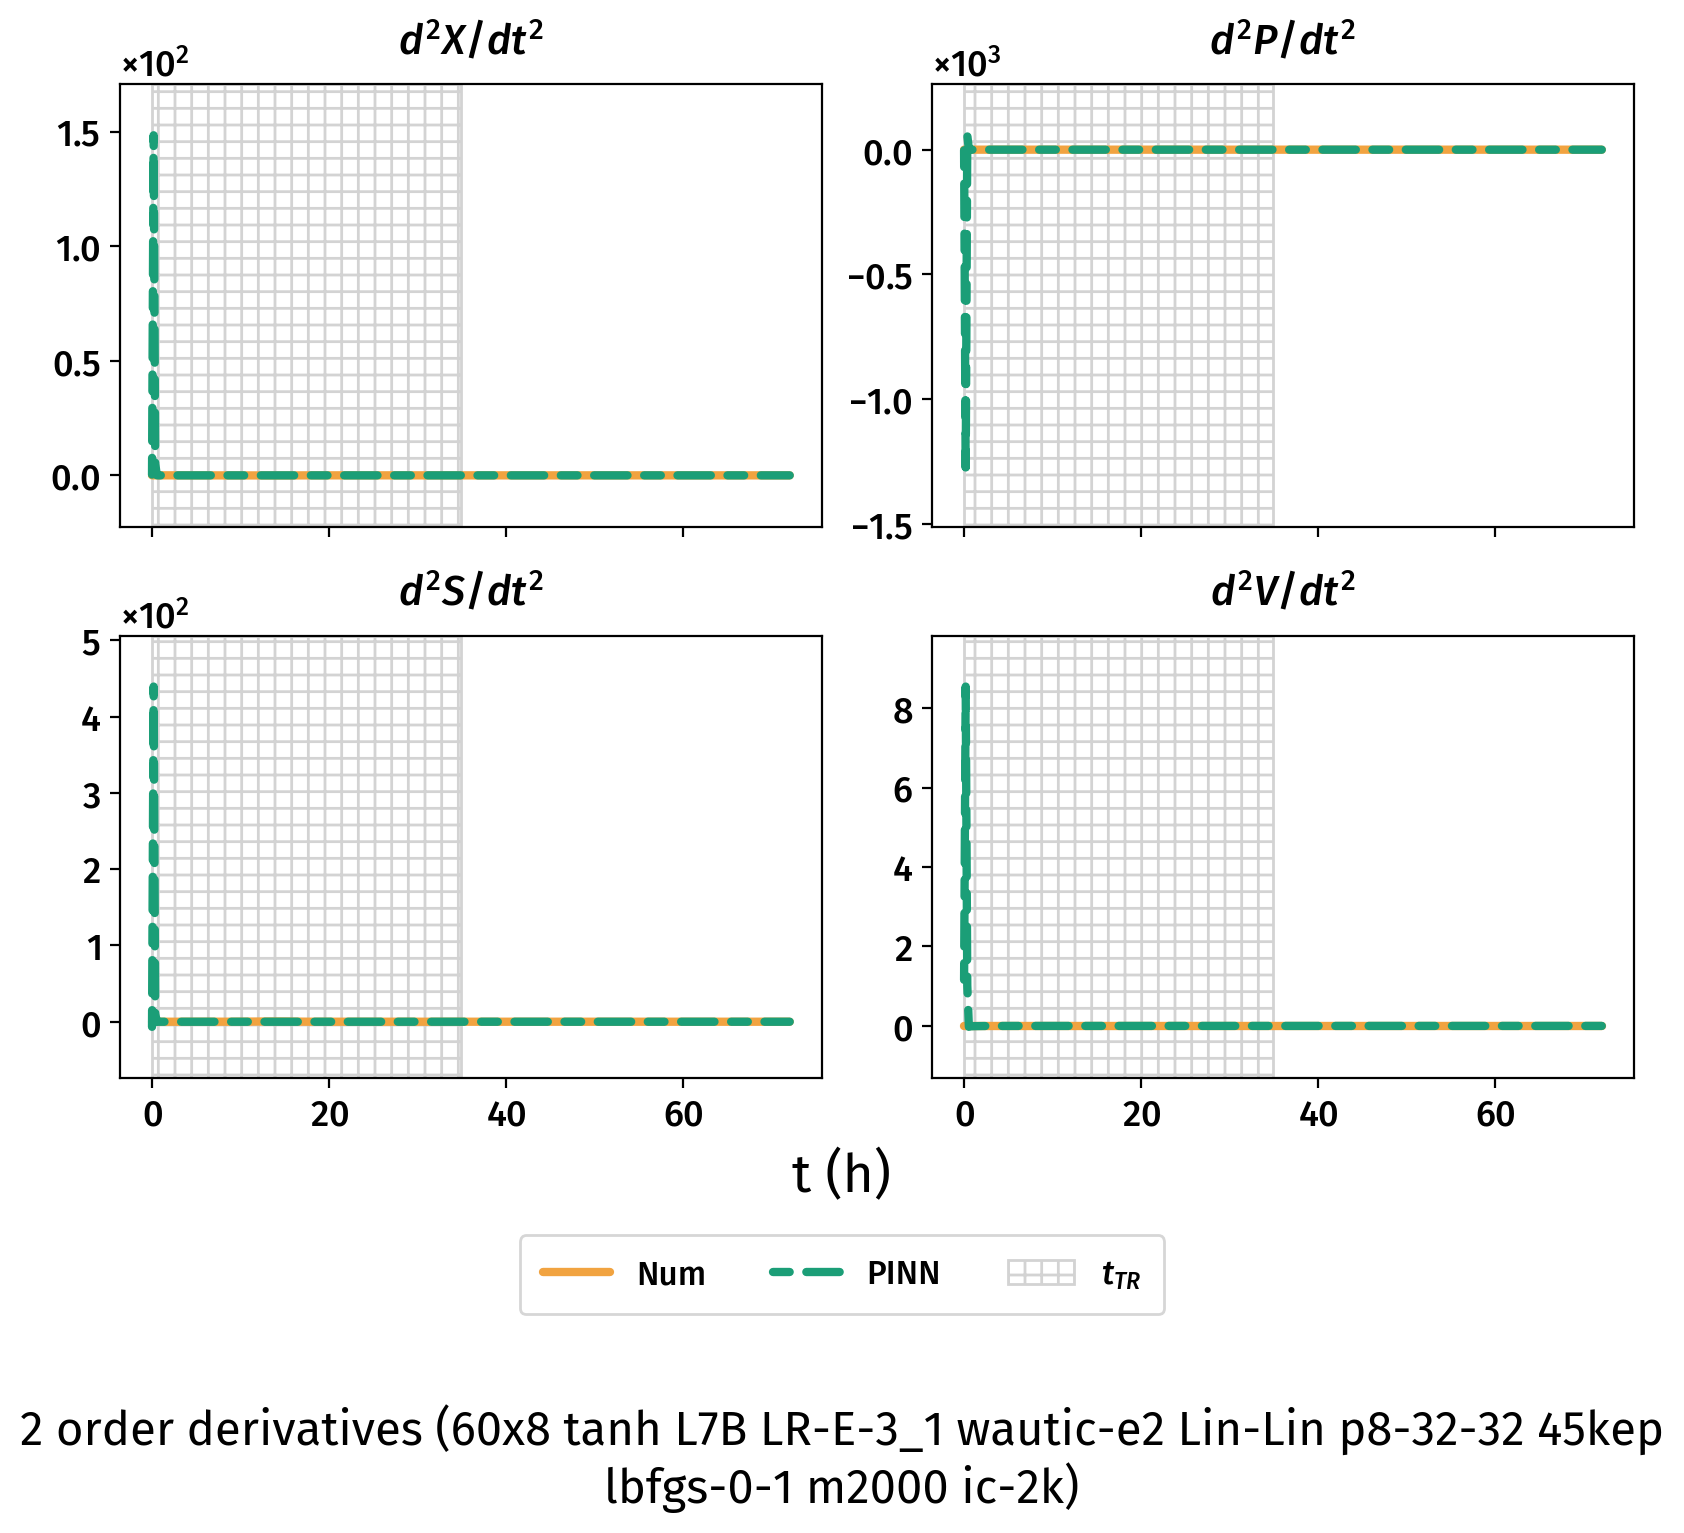 d²X/dt²
×10²
1.5
1.0
0.5
0.0
d²P/dt²
×10³
0.0
−0.5
−1.0
−1.5
d²S/dt²
×10²
5
4
3
2
1
0
0 20 40 60
d²V/dt²
8
6
4
2
0
0 20 40 60
t (h)
Num PINN t_TR
2 order derivatives (60x8 tanh L7B LR-E-3_1 wautic-e2 Lin-Lin p8-32-32 45kep
lbfgs-0-1 m2000 ic-2k)